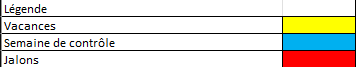 Légende
Vacances
Semaine de contrôle
Jalons